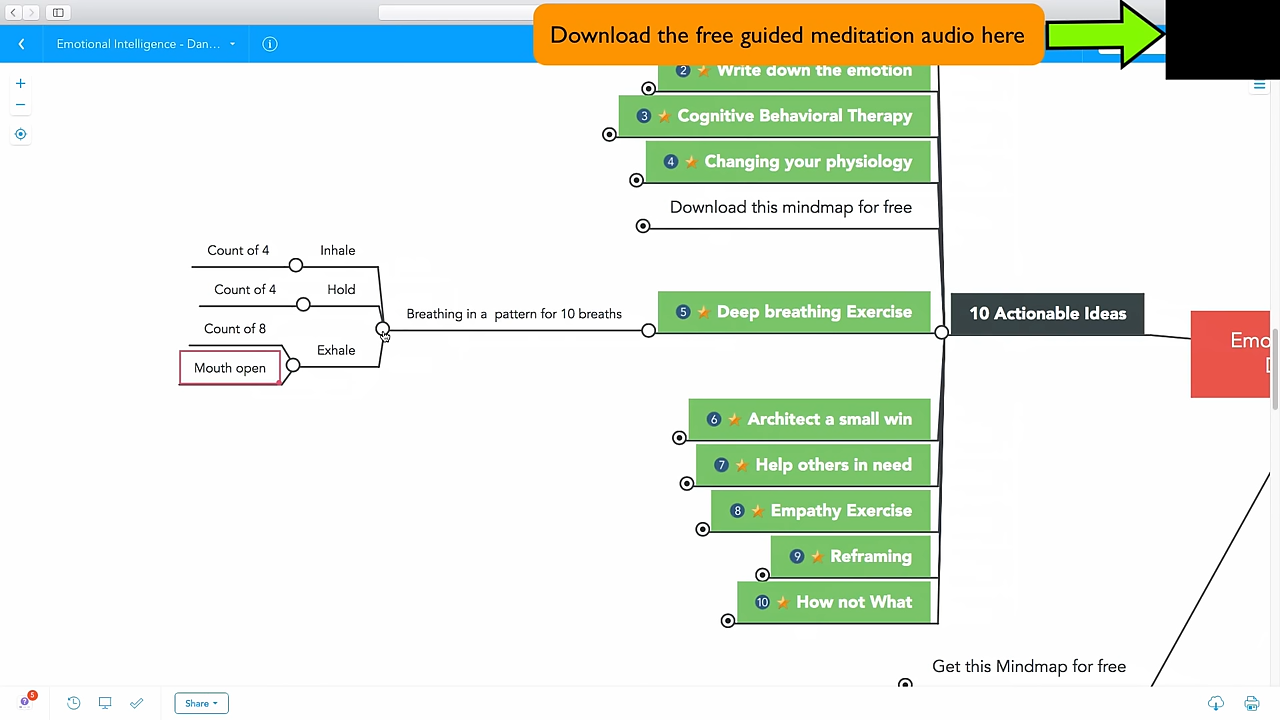 Download the free guided meditation audio here
Emotional Intelligence - Dan...
2 Write down the emotion
3 Cognitive Behavioral Therapy
4 Changing your physiology
Download this mindmap for free
Count of 4 Inhale
Count of 4 Hold
Count of 8
Mouth open
Exhale
Breathing in a pattern for 10 breaths
5 Deep breathing Exercise
10 Actionable Ideas
Emo
6 Architect a small win
7 Help others in need
8 Empathy Exercise
9 Reframing
10 How not What
Get this Mindmap for free
5
Share